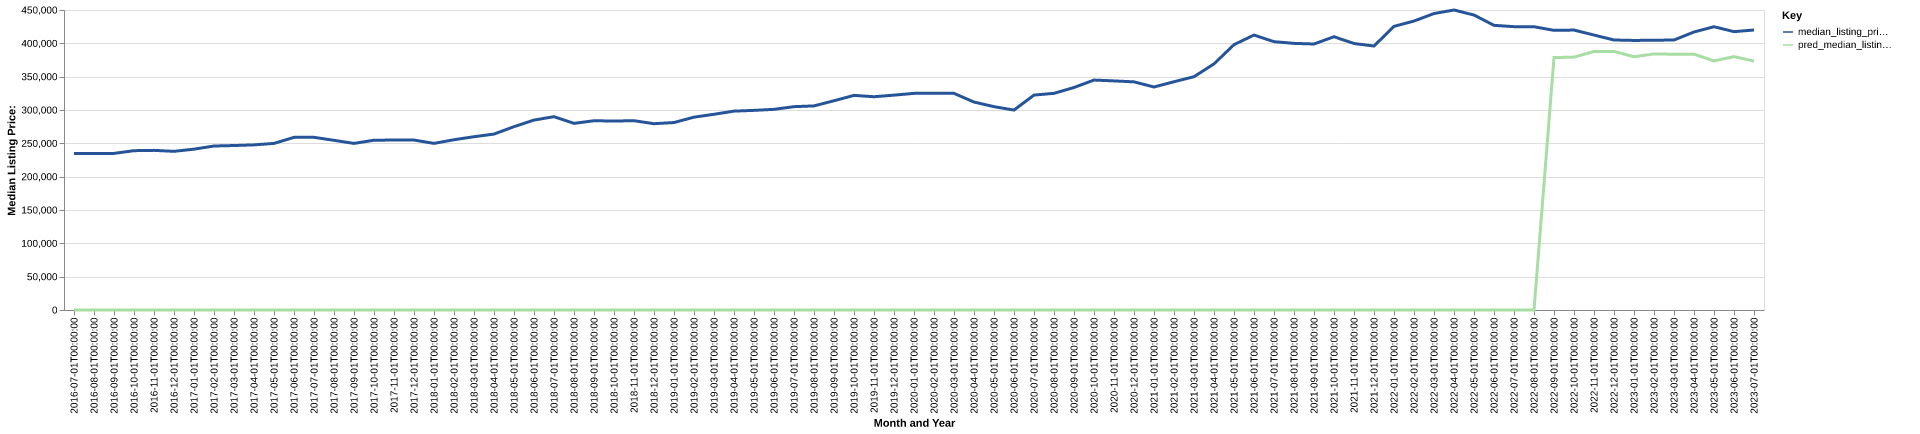 450,000
400,000
350,000
300,000
250,000
200,000
150,000
100,000
50,000
0
Median Listing Price:
2016-07-01T00:00:00
2016-08-01T00:00:00
2016-09-01T00:00:00
2016-10-01T00:00:00
2016-11-01T00:00:00
2016-12-01T00:00:00
2017-01-01T00:00:00
2017-02-01T00:00:00
2017-03-01T00:00:00
2017-04-01T00:00:00
2017-05-01T00:00:00
2017-06-01T00:00:00
2017-07-01T00:00:00
2017-08-01T00:00:00
2017-09-01T00:00:00
2017-10-01T00:00:00
2017-11-01T00:00:00
2017-12-01T00:00:00
2018-01-01T00:00:00
2018-02-01T00:00:00
2018-03-01T00:00:00
2018-04-01T00:00:00
2018-05-01T00:00:00
2018-06-01T00:00:00
2018-07-01T00:00:00
2018-08-01T00:00:00
2018-09-01T00:00:00
2018-10-01T00:00:00
2018-11-01T00:00:00
2018-12-01T00:00:00
2019-01-01T00:00:00
2019-02-01T00:00:00
2019-03-01T00:00:00
2019-04-01T00:00:00
2019-05-01T00:00:00
2019-06-01T00:00:00
2019-07-01T00:00:00
2019-08-01T00:00:00
2019-09-01T00:00:00
2019-10-01T00:00:00
2019-11-01T00:00:00
2019-12-01T00:00:00
2020-01-01T00:00:00
2020-02-01T00:00:00
2020-03-01T00:00:00
2020-04-01T00:00:00
2020-05-01T00:00:00
2020-06-01T00:00:00
2020-07-01T00:00:00
2020-08-01T00:00:00
2020-09-01T00:00:00
2020-10-01T00:00:00
2020-11-01T00:00:00
2020-12-01T00:00:00
2021-01-01T00:00:00
2021-02-01T00:00:00
2021-03-01T00:00:00
2021-04-01T00:00:00
2021-05-01T00:00:00
2021-06-01T00:00:00
2021-07-01T00:00:00
2021-08-01T00:00:00
2021-09-01T00:00:00
2021-10-01T00:00:00
2021-11-01T00:00:00
2021-12-01T00:00:00
2022-01-01T00:00:00
2022-02-01T00:00:00
2022-03-01T00:00:00
2022-04-01T00:00:00
2022-05-01T00:00:00
2022-06-01T00:00:00
2022-07-01T00:00:00
2022-08-01T00:00:00
2022-09-01T00:00:00
2022-10-01T00:00:00
2022-11-01T00:00:00
2022-12-01T00:00:00
2023-01-01T00:00:00
2023-02-01T00:00:00
2023-03-01T00:00:00
2023-04-01T00:00:00
2023-05-01T00:00:00
2023-06-01T00:00:00
2023-07-01T00:00:00
Month and Year
Key
median_listing_pri…
pred_median_listin…